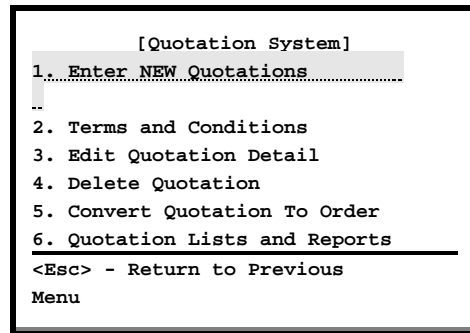 [Quotation System]
1. Enter NEW Quotations
2. Terms and Conditions
3. Edit Quotation Detail
4. Delete Quotation
5. Convert Quotation To Order
6. Quotation Lists and Reports
<Esc> - Return to Previous
Menu